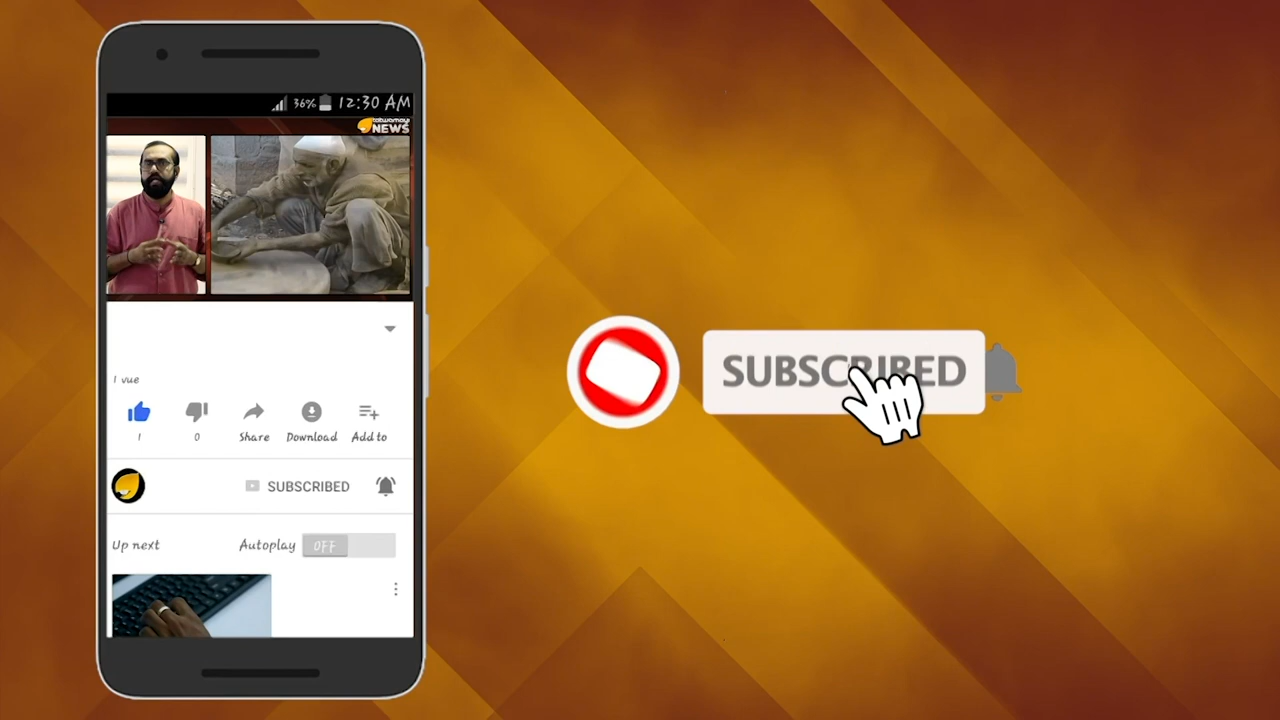 36% 12:30 AM
tatwamayi
NEWS
1 vue
1 0 Share Download Add to
SUBSCRIBED
Up next Autoplay OFF
SUBSCRIBED